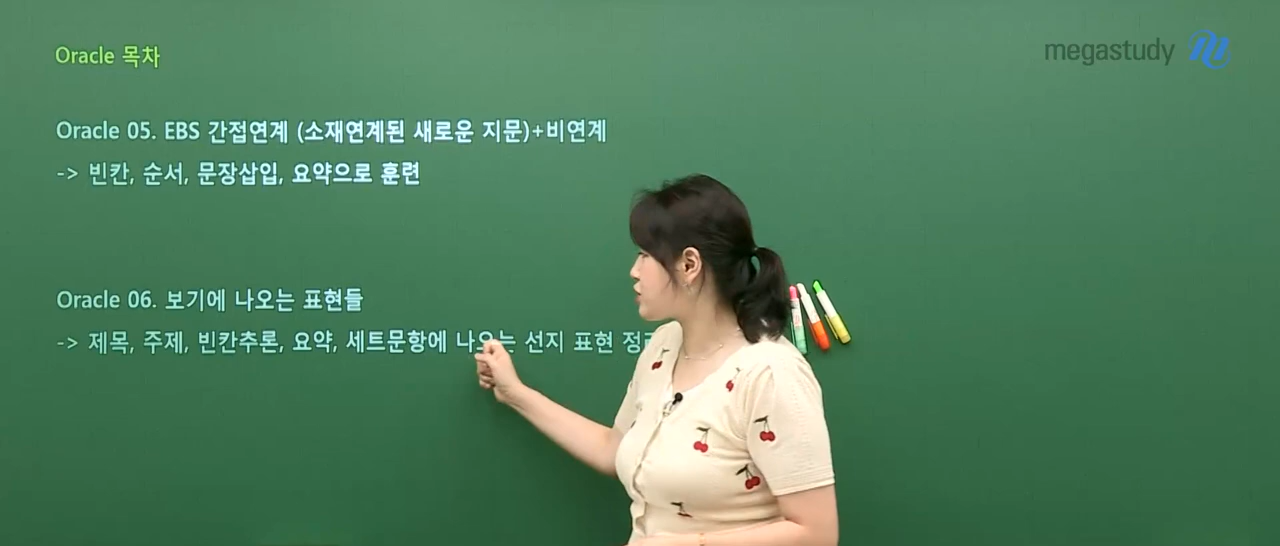 Oracle 목차
megastudy
Oracle 05. EBS 간접연계 (소재연계된 새로운 지문)+비연계
-> 빈칸, 순서, 문장삽입, 요약으로 훈련
Oracle 06. 보기에 나오는 표현들
-> 제목, 주제, 빈칸추론, 요약, 세트문항에 나오는 선지 표현